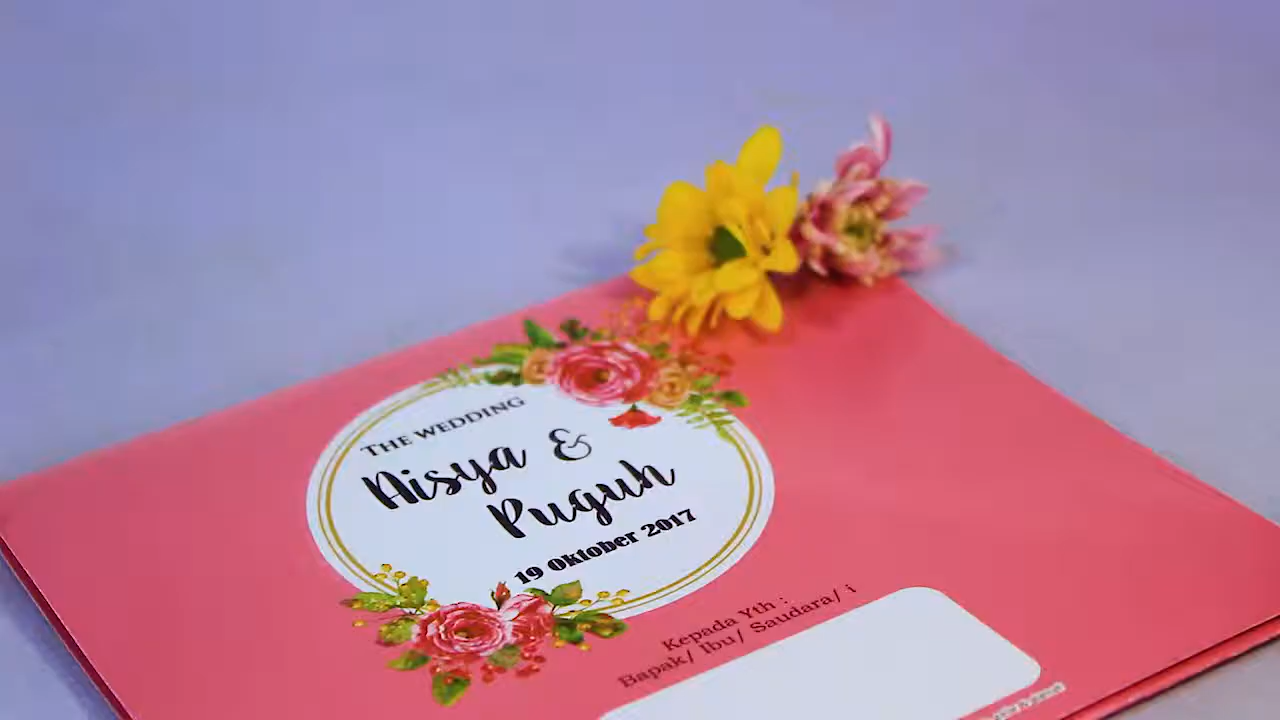 THE WEDDING
Aisya &
Puguh
19 Oktober 2017
Kepada Yth :
Bapak/ Ibu/ Saudara/ i